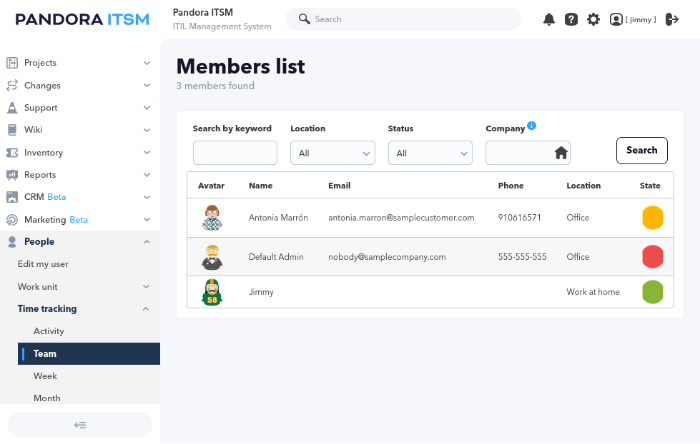 PANDORA ITSM
Pandora ITSM
ITIL Management System
Search
[ jimmy ]
Projects
Changes
Support
Wiki
Inventory
Reports
CRM Beta
Marketing Beta
People
Edit my user
Work unit
Time tracking
Activity
Team
Week
Month
Members list
3 members found
Search by keyword Location Status Company
All All Search
Avatar Name Email Phone Location State
Antonia Marrón antonia.marron@samplecustomer.com 910616571 Office
Default Admin nobody@samplecompany.com 555-555-555 Office
58 Jimmy Work at home